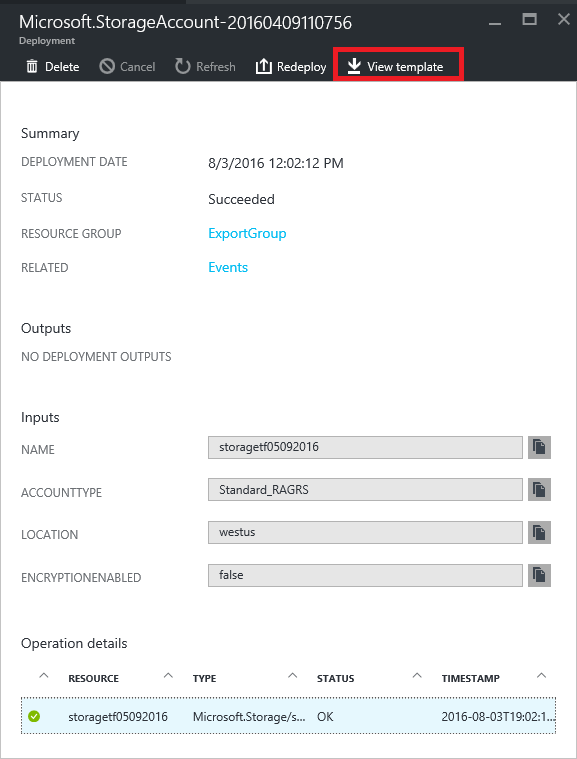 Microsoft.StorageAccount-20160409110756
Deployment
Delete Cancel Refresh Redeploy View template
Summary
DEPLOYMENT DATE 8/3/2016 12:02:12 PM
STATUS Succeeded
RESOURCE GROUP ExportGroup
RELATED Events
Outputs
NO DEPLOYMENT OUTPUTS
Inputs
NAME storagetf05092016
ACCOUNTTYPE Standard_RAGRS
LOCATION westus
ENCRYPTIONENABLED false
Operation details
RESOURCE TYPE STATUS TIMESTAMP
storagetf05092016 Microsoft.Storage/s... OK 2016-08-03T19:02:1...